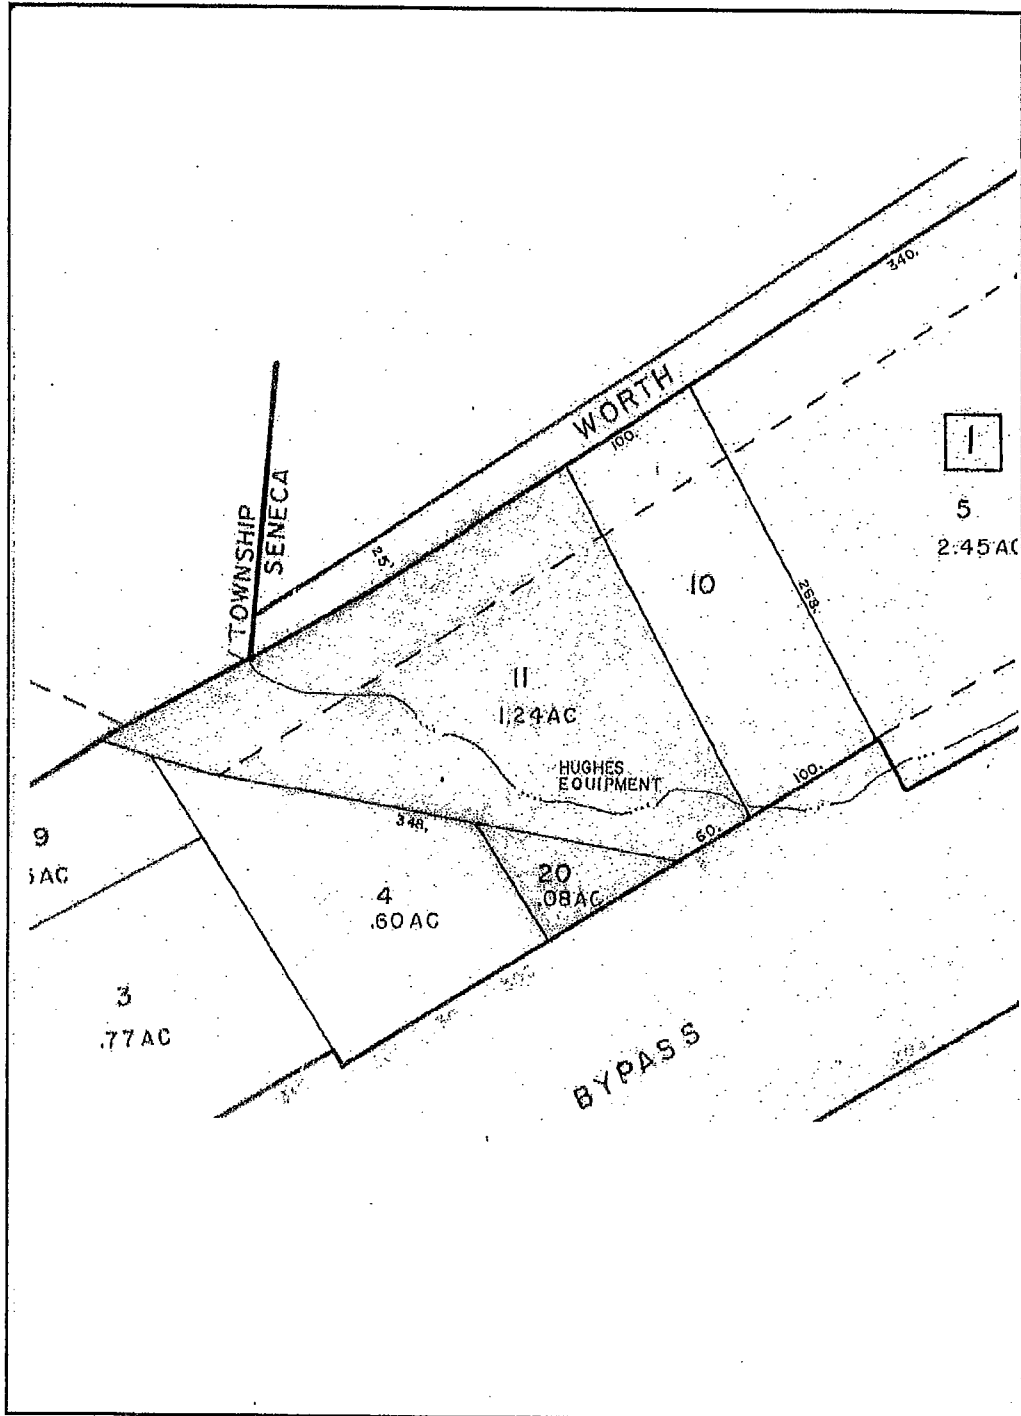 340.
WORTH
100.
1
5
2.45 AC
TOWNSHIP
SENECA
25'
10
268.
11
1.24 AC
HUGHES
EQUIPMENT
100.
60.
348.
9
AC
20
.08 AC
4
.60 AC
3
.77 AC
BYPASS